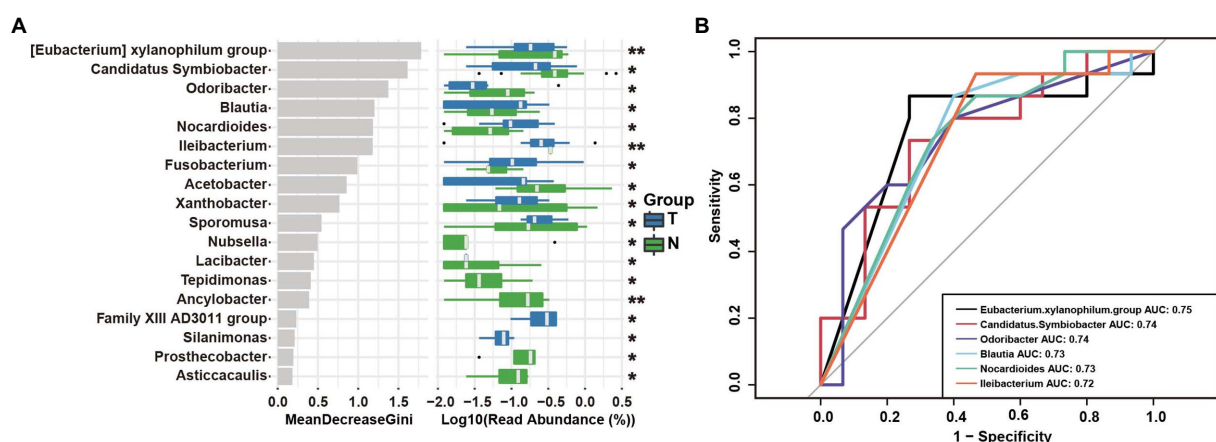 A
[Eubacterium] xylanophilum group **
Candidatus Symbiobacter *
Odoribacter *
Blautia *
Nocardioides *
Ileibacterium **
Fusobacterium *
Acetobacter *
Xanthobacter *
Sporomusa *
Nubsella *
Lacibacter *
Tepidimonas *
Ancylobacter **
Family XIII AD3011 group *
Silanimonas *
Prosthecobacter *
Asticcacaulis *
0.0 0.5 1.0 1.5
MeanDecreaseGini
−2.0 −1.5 −1.0 −0.5 0.0 0.5
Log10(Read Abundance (%))
Group
T
N
B
Sensitivity
1.0
0.8
0.6
0.4
0.2
0.0
Eubacterium.xylanophilum.group AUC: 0.75
Candidatus.Symbiobacter AUC: 0.74
Odoribacter AUC: 0.74
Blautia AUC: 0.73
Nocardioides AUC: 0.73
Ileibacterium AUC: 0.72
0.0 0.2 0.4 0.6 0.8 1.0
1 − Specificity